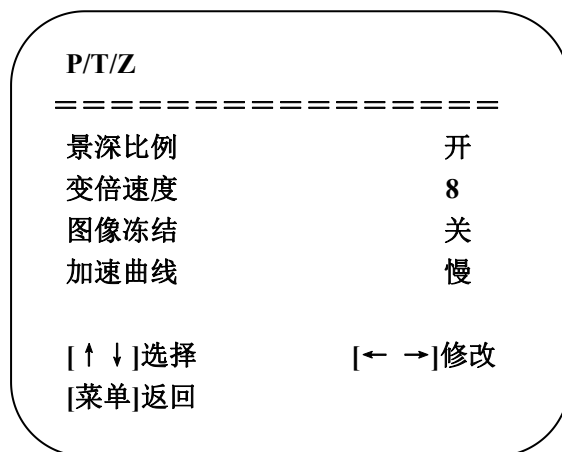 P/T/Z
================
景深比例 开
变倍速度 8
图像冻结 关
加速曲线 慢
[↑ ↓]选择 [← →]修改
[菜单]返回